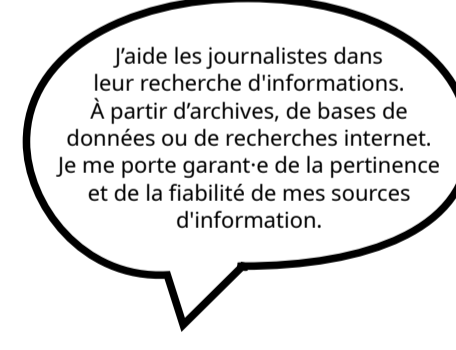 J’aide les journalistes dans
leur recherche d'informations.
À partir d’archives, de bases de
données ou de recherches internet.
Je me porte garant·e de la pertinence
et de la fiabilité de mes sources
d'information.